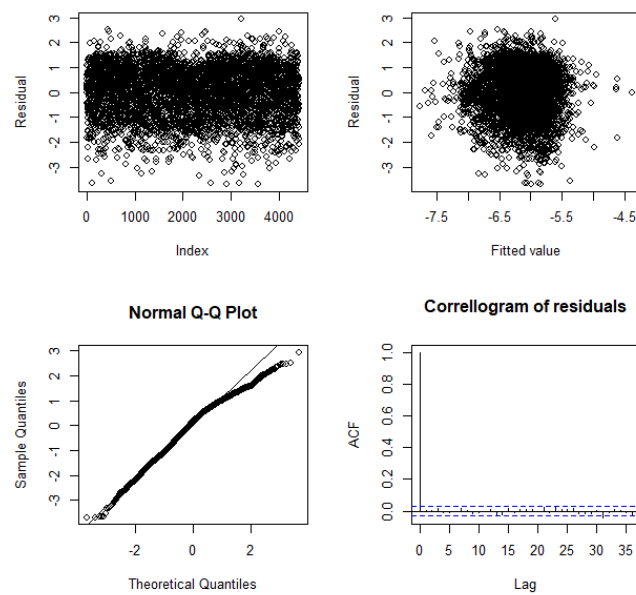 3
2
1
0
-1
-2
-3
Residual
0 1000 2000 3000 4000
Index
3
2
1
0
-1
-2
-3
Residual
-7.5 -6.5 -5.5 -4.5
Fitted value
Normal Q-Q Plot
3
2
1
0
-1
-2
-3
Sample Quantiles
-2 0 2
Theoretical Quantiles
Correllogram of residuals
1.0
0.8
0.6
0.4
0.2
0.0
ACF
0 5 10 15 20 25 30 35
Lag